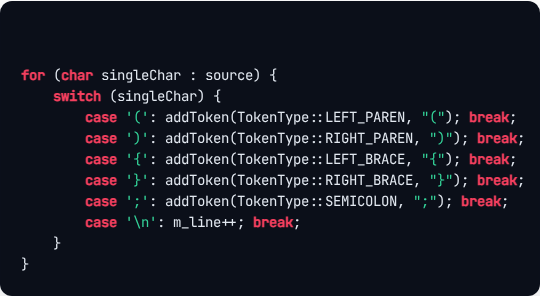 for (char singleChar : source) {
    switch (singleChar) {
        case '(': addToken(TokenType::LEFT_PAREN, "("); break;
        case ')': addToken(TokenType::RIGHT_PAREN, ")"); break;
        case '{': addToken(TokenType::LEFT_BRACE, "{"); break;
        case '}': addToken(TokenType::RIGHT_BRACE, "}"); break;
        case ';': addToken(TokenType::SEMICOLON, ";"); break;
        case '\n': m_line++; break;
    }
}